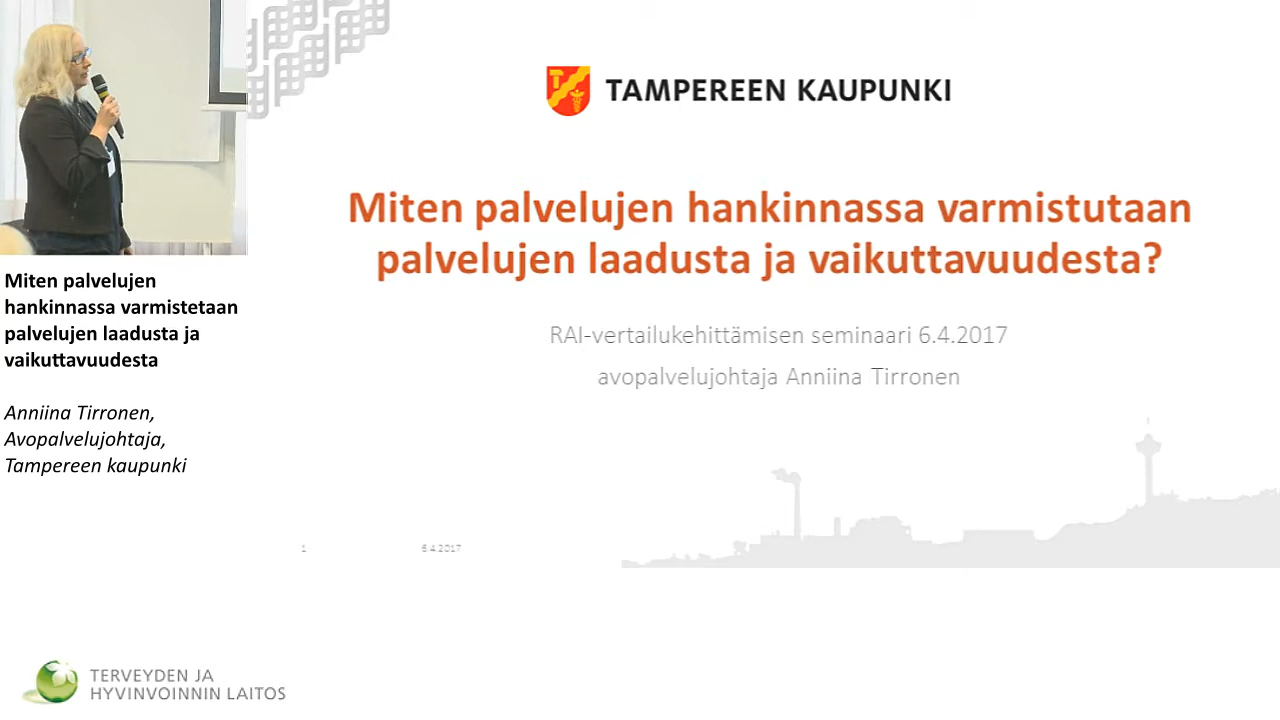 TAMPEREEN KAUPUNKI
Miten palvelujen hankinnassa varmistutaan
palvelujen laadusta ja vaikuttavuudesta?
RAI-vertailukehittämisen seminaari 6.4.2017
avopalvelujohtaja Anniina Tirronen
1 6.4.2017
Miten palvelujen
hankinnassa varmistetaan
palvelujen laadusta ja
vaikuttavuudesta
Anniina Tirronen,
Avopalvelujohtaja,
Tampereen kaupunki
TERVEYDEN JA
HYVINVOINNIN LAITOS